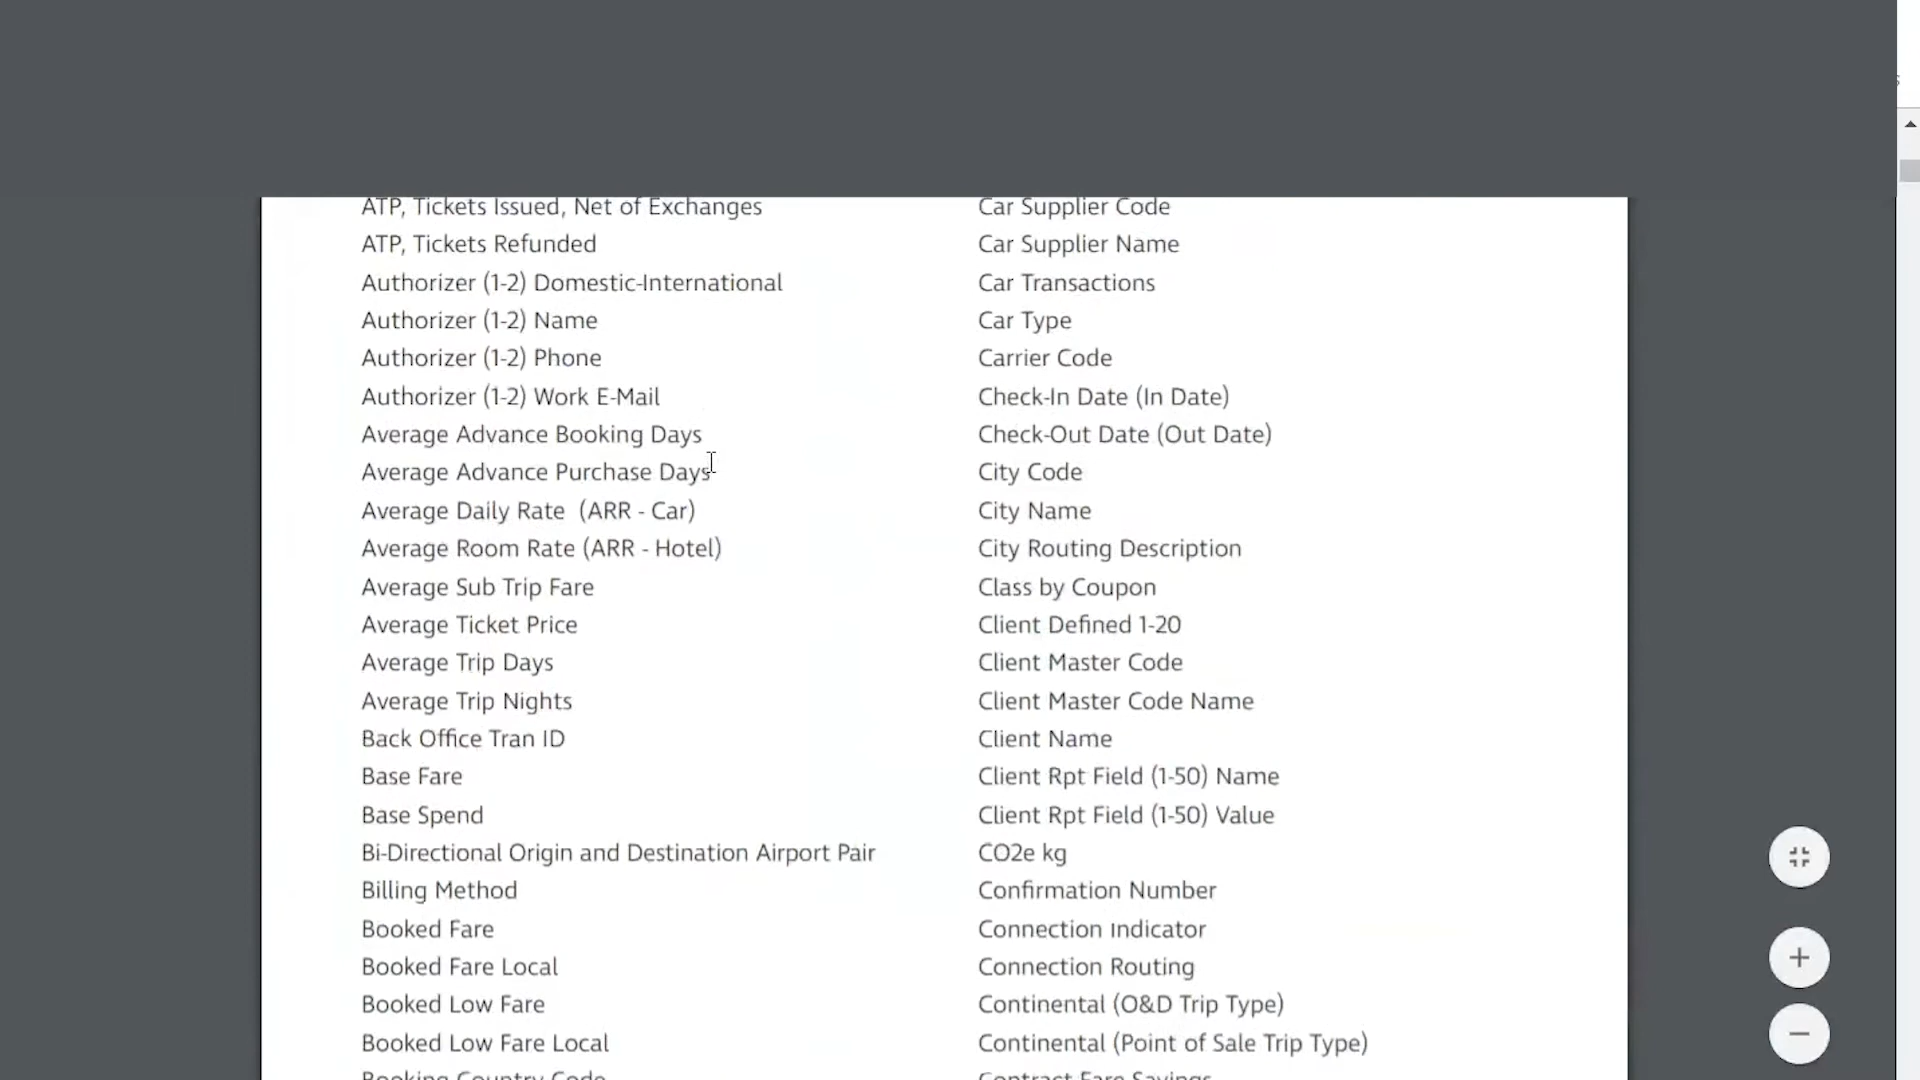 ATP, Tickets Issued, Net of Exchanges
ATP, Tickets Refunded
Authorizer (1-2) Domestic-International
Authorizer (1-2) Name
Authorizer (1-2) Phone
Authorizer (1-2) Work E-Mail
Average Advance Booking Days
Average Advance Purchase Days
Average Daily Rate  (ARR - Car)
Average Room Rate (ARR - Hotel)
Average Sub Trip Fare
Average Ticket Price
Average Trip Days
Average Trip Nights
Back Office Tran ID
Base Fare
Base Spend
Bi-Directional Origin and Destination Airport Pair
Billing Method
Booked Fare
Booked Fare Local
Booked Low Fare
Booked Low Fare Local
Booking Country Code
Car Supplier Code
Car Supplier Name
Car Transactions
Car Type
Carrier Code
Check-In Date (In Date)
Check-Out Date (Out Date)
City Code
City Name
City Routing Description
Class by Coupon
Client Defined 1-20
Client Master Code
Client Master Code Name
Client Name
Client Rpt Field (1-50) Name
Client Rpt Field (1-50) Value
CO2e kg
Confirmation Number
Connection Indicator
Connection Routing
Continental (O&D Trip Type)
Continental (Point of Sale Trip Type)
Contract Fare Savings